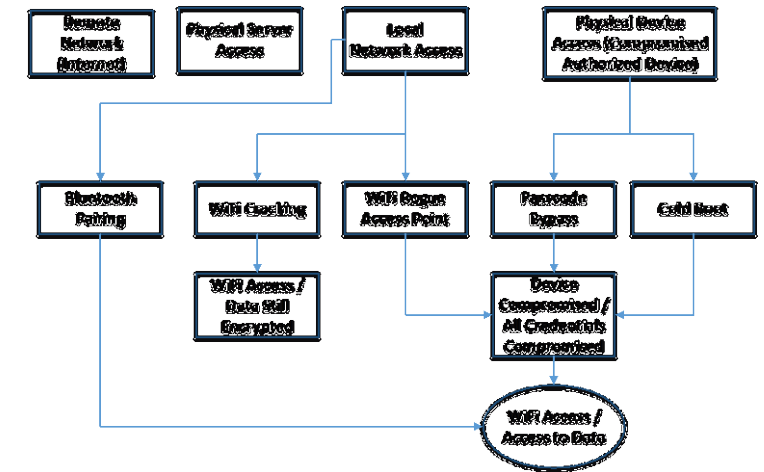 Remote
Network
(Internet)
Physical Server
Access
Local
Network Access
Physical Device
Access (Compromised
Authorized Device)
Bluetooth
Pairing
WiFi Cracking
WiFi Rogue
Access Point
Passcode
Bypass
Cold Boot
WiFi Access /
Data Still
Encrypted
Device
Compromised /
All Credentials
Compromised
WiFi Access /
Access to Data